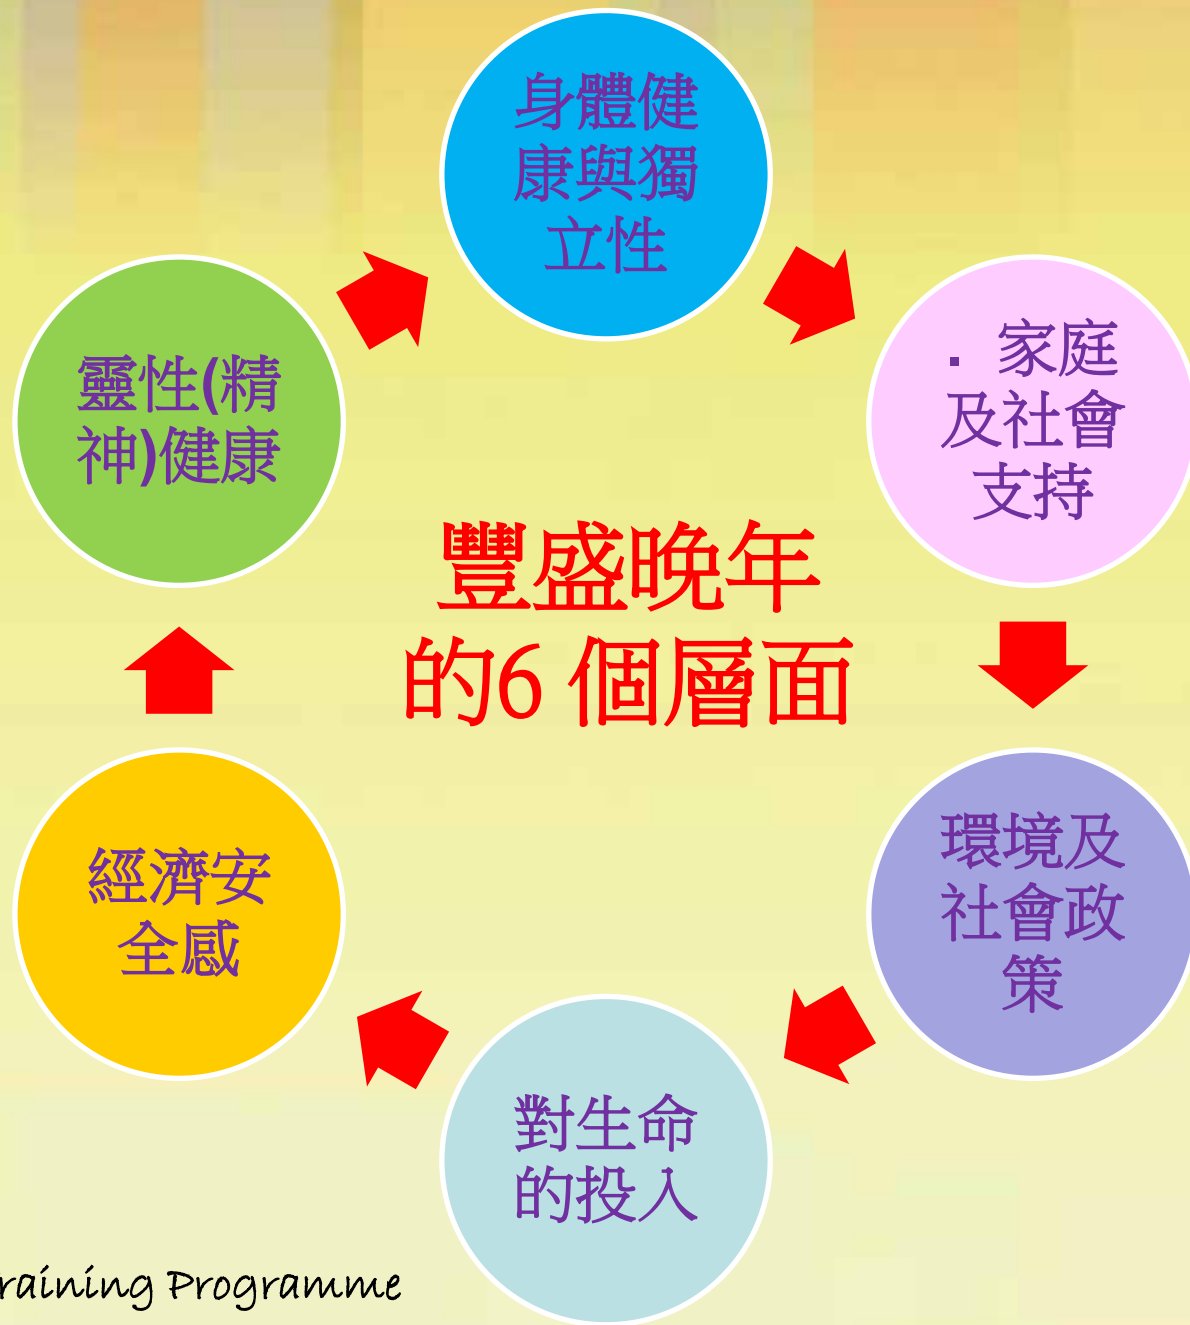 身體健
康與獨
立性
. 家庭
及社會
支持
環境及
社會政
策
對生命
的投入
經濟安
全感
靈性(精
神)健康
豐盛晚年
的6 個層面
raining Programme